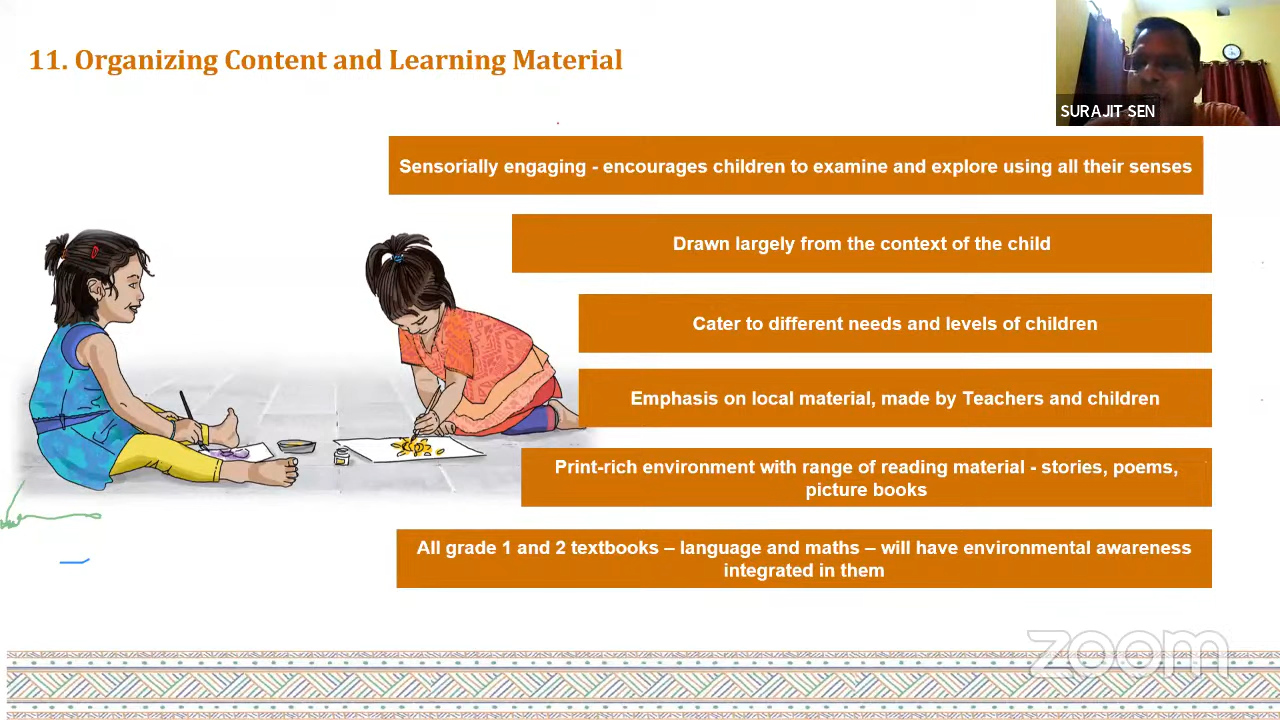 11. Organizing Content and Learning Material
SURAJIT SEN
Sensorially engaging - encourages children to examine and explore using all their senses
Drawn largely from the context of the child
Cater to different needs and levels of children
Emphasis on local material, made by Teachers and children
Print-rich environment with range of reading material - stories, poems,
picture books
All grade 1 and 2 textbooks – language and maths – will have environmental awareness
integrated in them
zoom